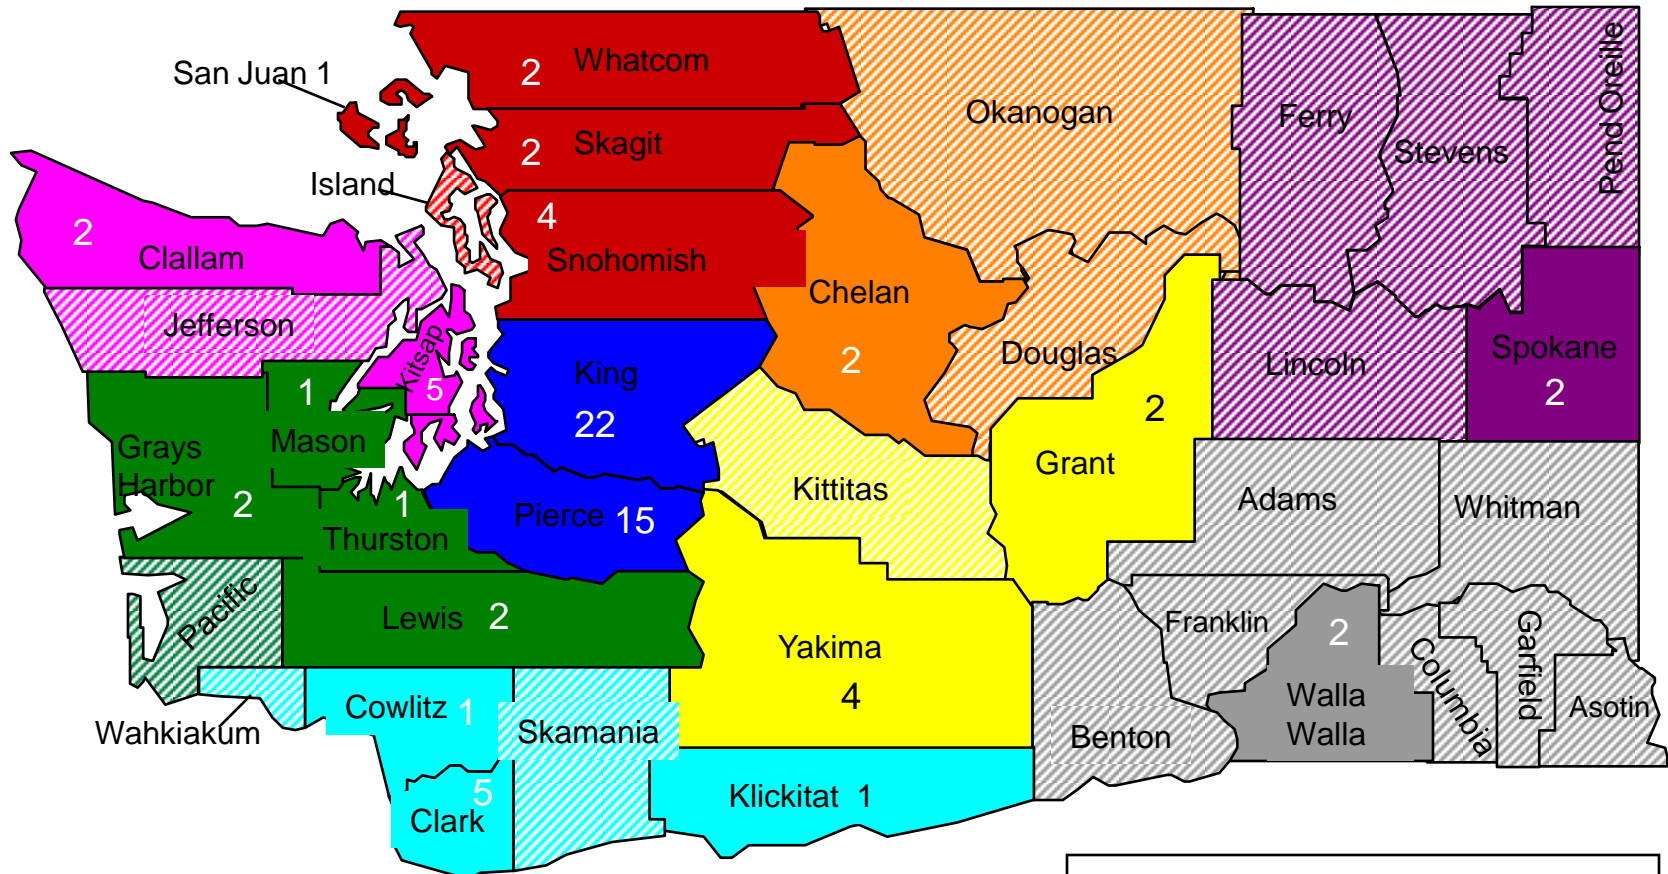 San Juan 1
2 Whatcom
Okanogan
Ferry
Stevens
Pend Oreille
2 Skagit
Island
4
Snohomish
2
Clallam
Jefferson
Kitsap
5
Chelan
2
Douglas
2
Grant
Lincoln
Spokane
2
King
22
1
Mason
Grays
Harbor
2
1
Thurston
Pierce 15
Kittitas
Adams
Whitman
Pacific
Lewis 2
Yakima
4
Franklin
2
Walla
Walla
Columbia
Garfield
Asotin
Benton
Wahkiakum
Cowlitz 1
Skamania
5
Clark
Klickitat 1